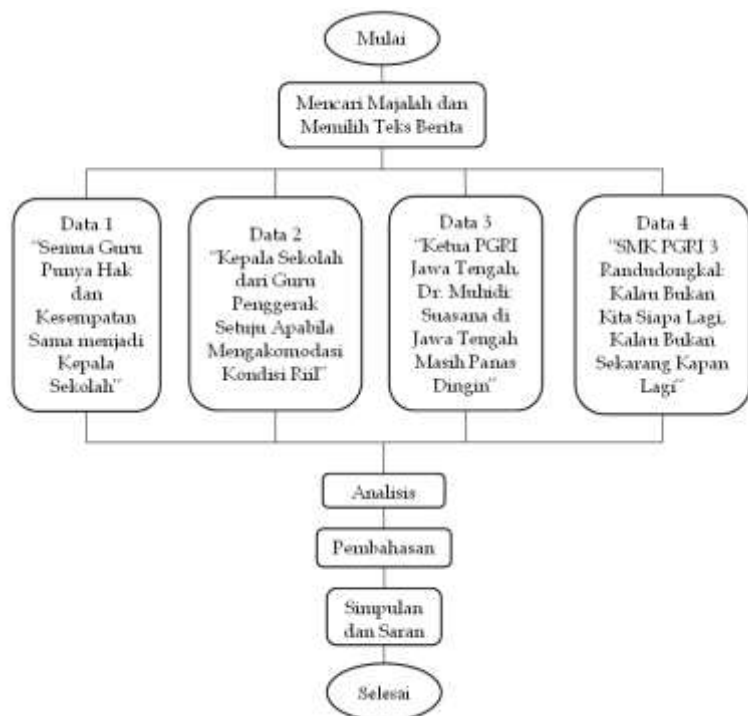 Mulai
Mencari Majalah dan
Memilih Teks Berita
Data 1
"Semua Guru
Punya Hak
dan
Kesempatan
Sama menjadi
Kepala
Sekolah"
Data 2
"Kepala Sekolah
dari Guru
Penggerak
Setuju Apabila
Mengakomodasi
Kondisi Riil"
Data 3
"Ketua PGRI
Jawa Tengah,
Dr. Muhidi:
Suasana di
Jawa Tengah
Masih Panas
Dingin"
Data 4
"SMK PGRI 3
Randudongkal:
Kalau Bukan
Kita Siapa Lagi,
Kalau Bukan
Sekarang Kapan
Lagi"
Analisis
Pembahasan
Simpulan
dan Saran
Selesai